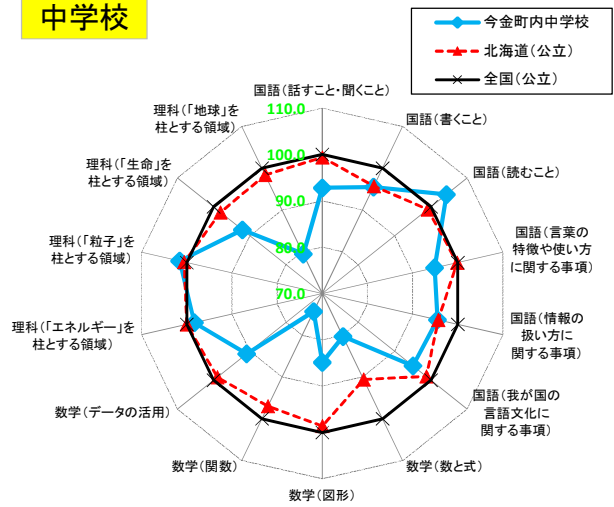 中学校
今金町内中学校
北海道(公立)
全国(公立)
国語(話すこと・聞くこと)
国語(書くこと)
国語(読むこと)
国語(言葉の
特徴や使い方
に関する事項)
国語(情報の
扱い方に
関する事項)
国語(我が国の
言語文化に
関する事項)
数学(数と式)
数学(図形)
数学(関数)
数学(データの活用)
理科(「エネルギー」を
柱とする領域)
理科(「粒子」を
柱とする領域)
理科(「生命」を
柱とする領域)
理科(「地球」を
柱とする領域)
110.0
100.0
90.0
80.0
70.0